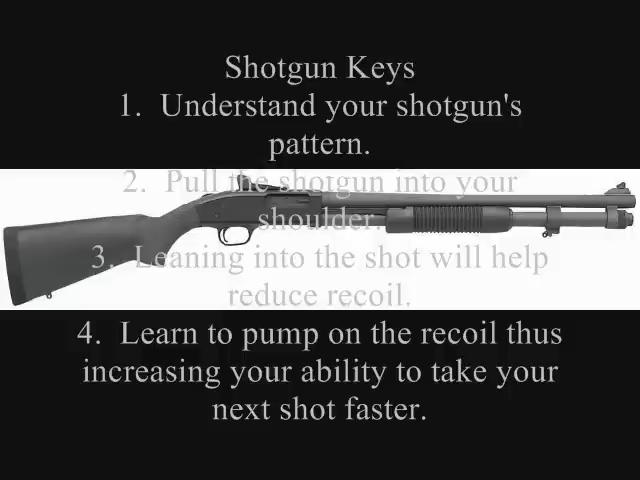 Shotgun Keys
1. Understand your shotgun's
pattern.
2. Pull the shotgun into your
shoulder.
3. Leaning into the shot will help
reduce recoil.
4. Learn to pump on the recoil thus
increasing your ability to take your
next shot faster.